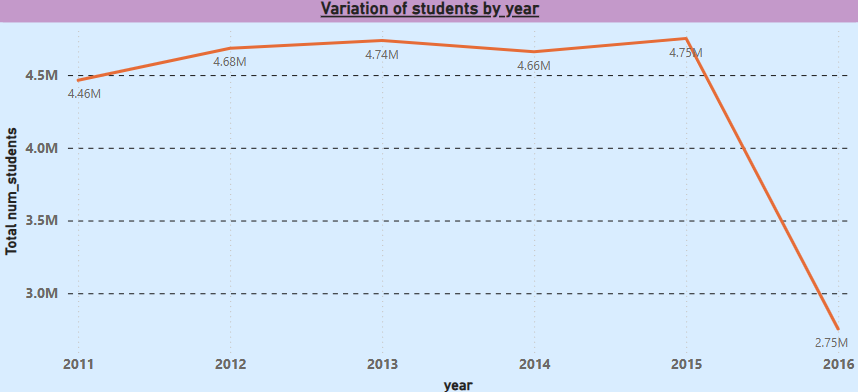 Variation of students by year
4.5M
4.0M
3.5M
3.0M
Total num_students
4.46M
4.68M
4.74M
4.66M
4.75M
2.75M
2011
2012
2013
2014
2015
2016
year